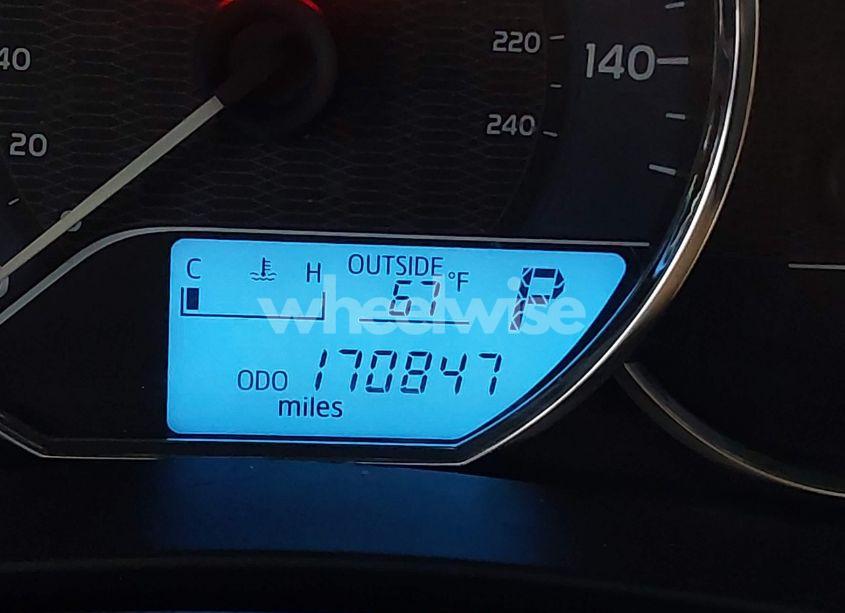 220
140
40
240
20
C H OUTSIDE
67 °F P
wheelwise
ODO 170847
miles